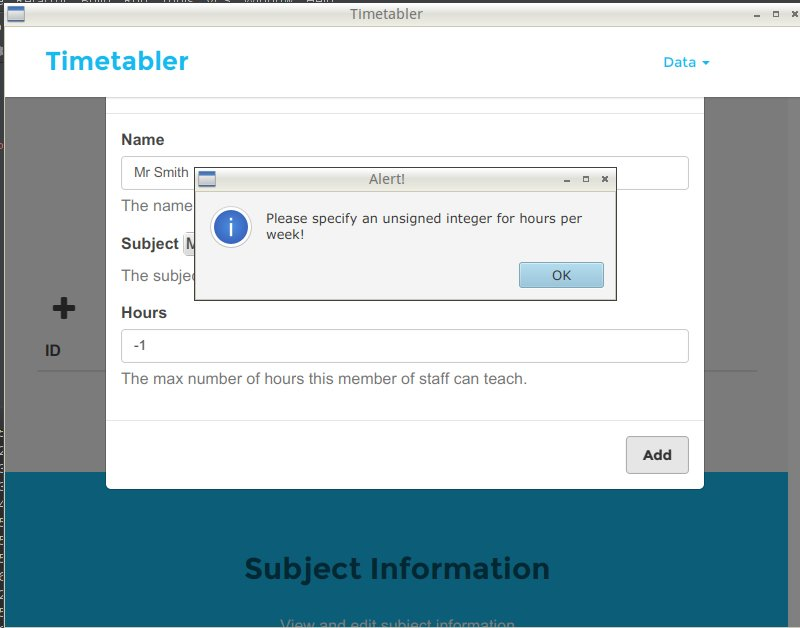 Timetabler
Timetabler
Data
Name
Mr Smith
Alert!
The name
Please specify an unsigned integer for hours per
week!
Subject
The subjec
OK
Hours
-1
ID
The max number of hours this member of staff can teach.
Add
Subject Information
View and edit subject information